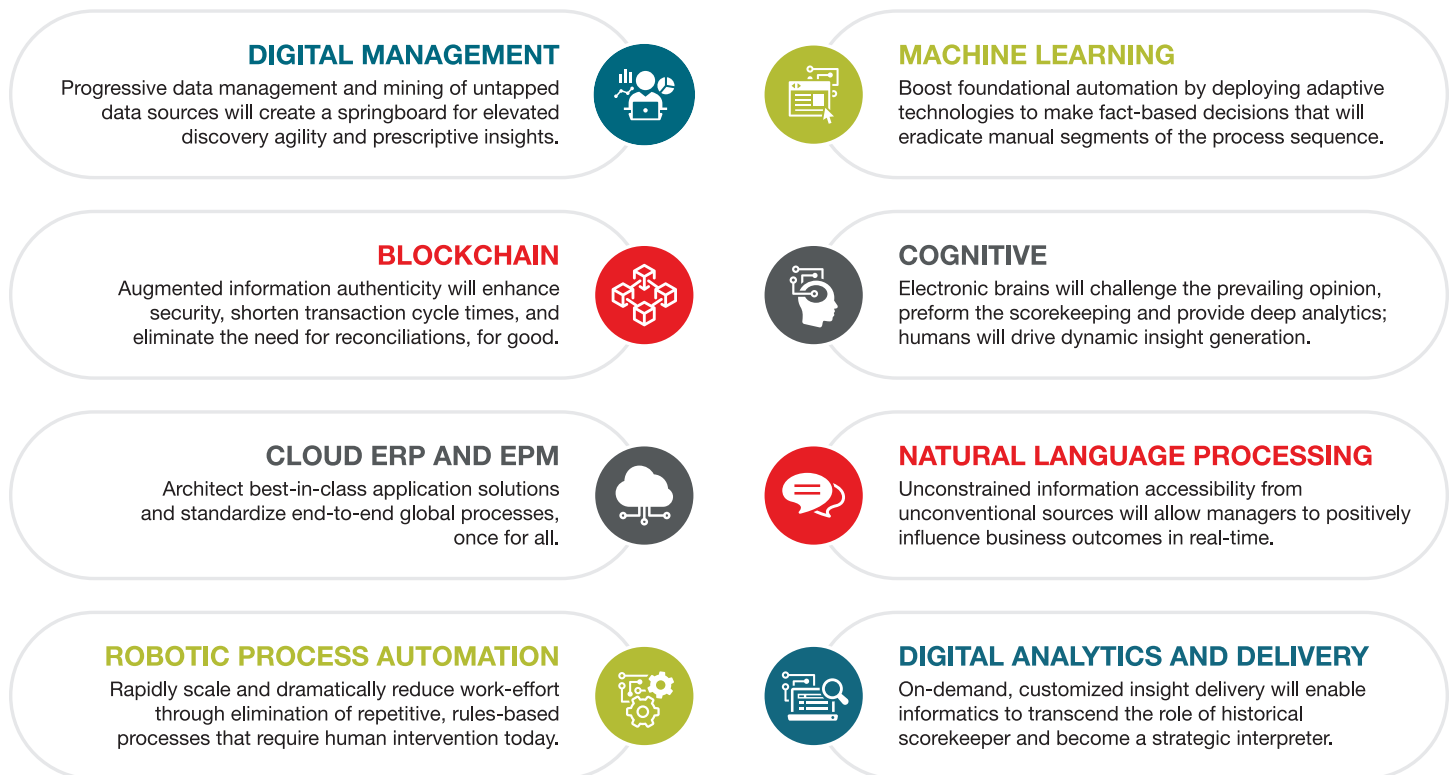 DIGITAL MANAGEMENT
Progressive data management and mining of untapped
data sources will create a springboard for elevated
discovery agility and prescriptive insights.
MACHINE LEARNING
Boost foundational automation by deploying adaptive
technologies to make fact-based decisions that will
eradicate manual segments of the process sequence.
BLOCKCHAIN
Augmented information authenticity will enhance
security, shorten transaction cycle times, and
eliminate the need for reconciliations, for good.
COGNITIVE
Electronic brains will challenge the prevailing opinion,
preform the scorekeeping and provide deep analytics;
humans will drive dynamic insight generation.
CLOUD ERP AND EPM
Architect best-in-class application solutions
and standardize end-to-end global processes,
once for all.
NATURAL LANGUAGE PROCESSING
Unconstrained information accessibility from
unconventional sources will allow managers to positively
influence business outcomes in real-time.
ROBOTIC PROCESS AUTOMATION
Rapidly scale and dramatically reduce work-effort
through elimination of repetitive, rules-based
processes that require human intervention today.
DIGITAL ANALYTICS AND DELIVERY
On-demand, customized insight delivery will enable
informatics to transcend the role of historical
scorekeeper and become a strategic interpreter.